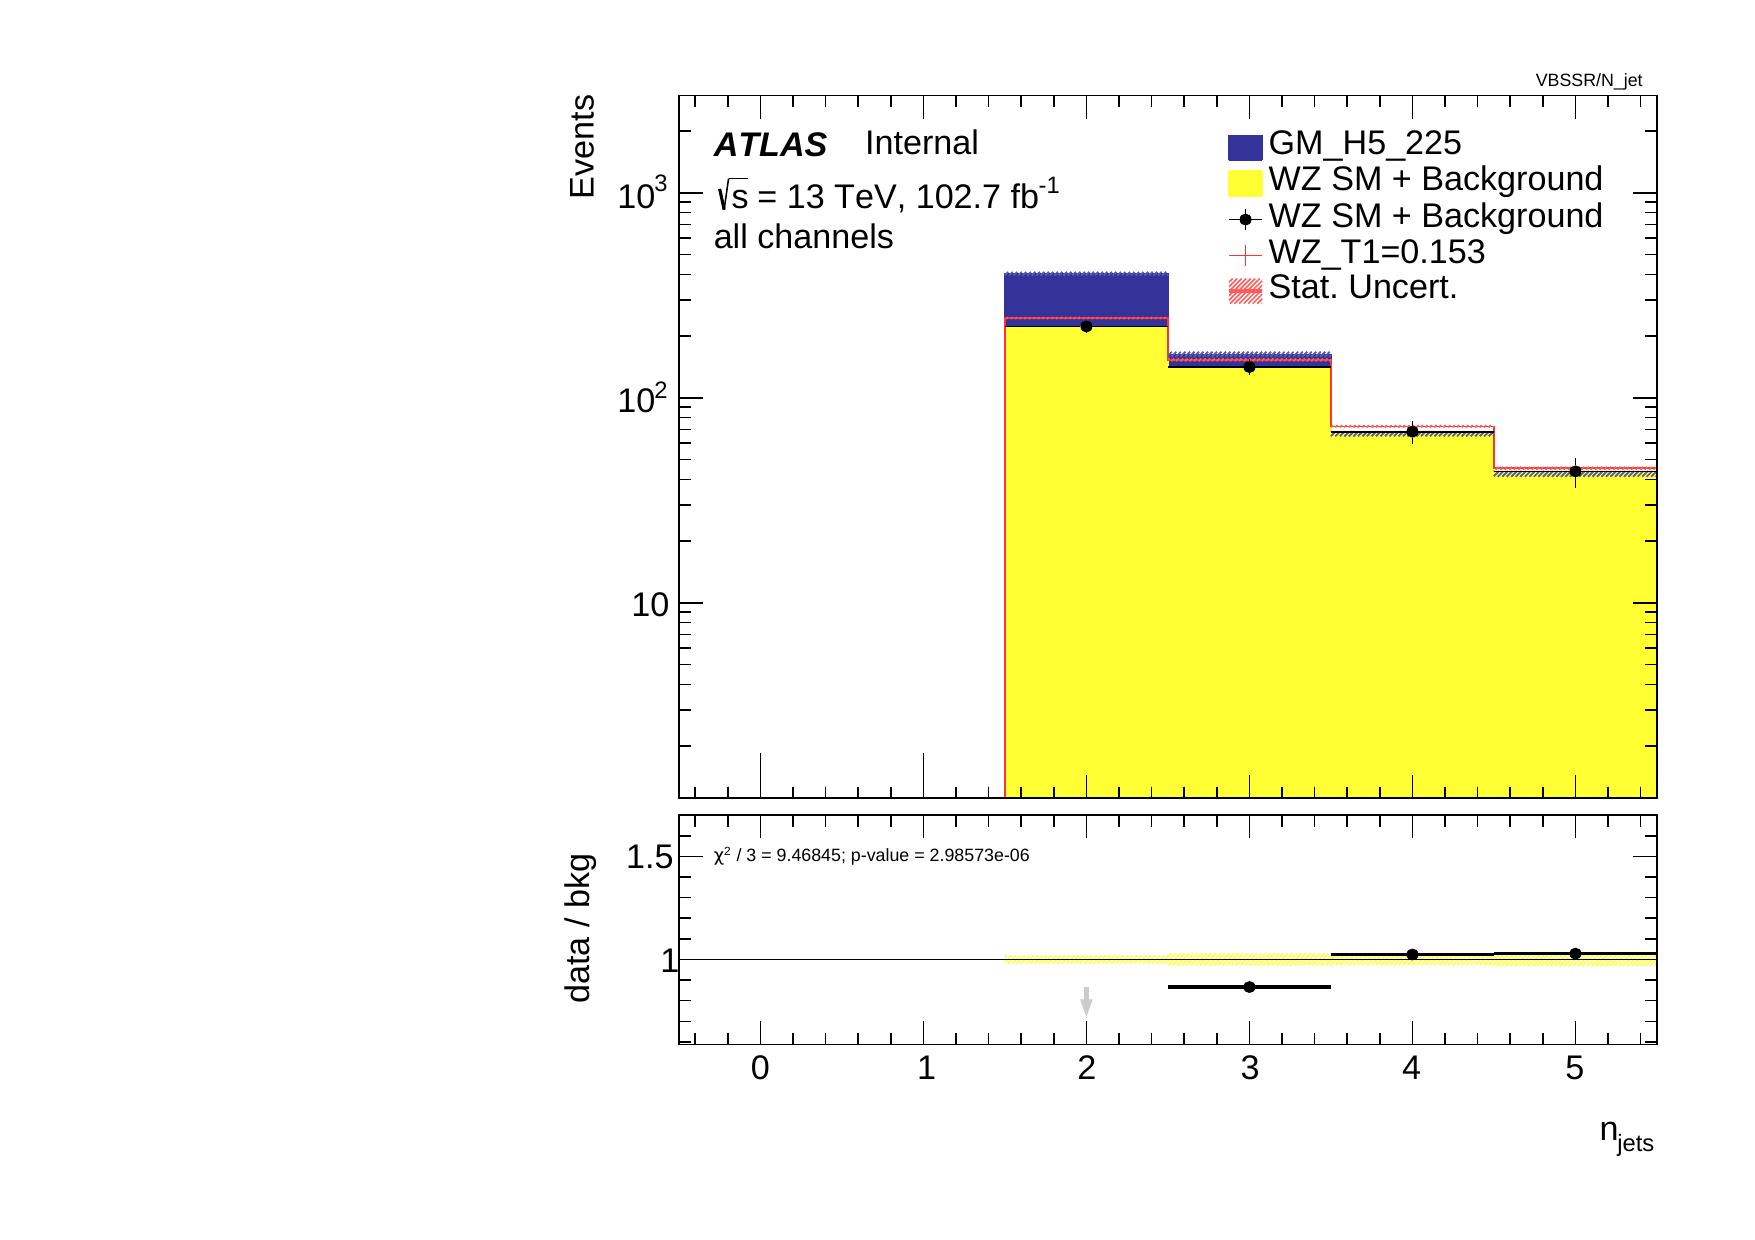 VBSSR/N_jet
Events
ATLAS Internal
√s = 13 TeV, 102.7 fb-1
all channels
GM_H5_225
WZ SM + Background
WZ SM + Background
WZ_T1=0.153
Stat. Uncert.
10³
10²
10
data / bkg
χ² / 3 = 9.46845; p-value = 2.98573e-06
1.5
1
0 1 2 3 4 5
njets